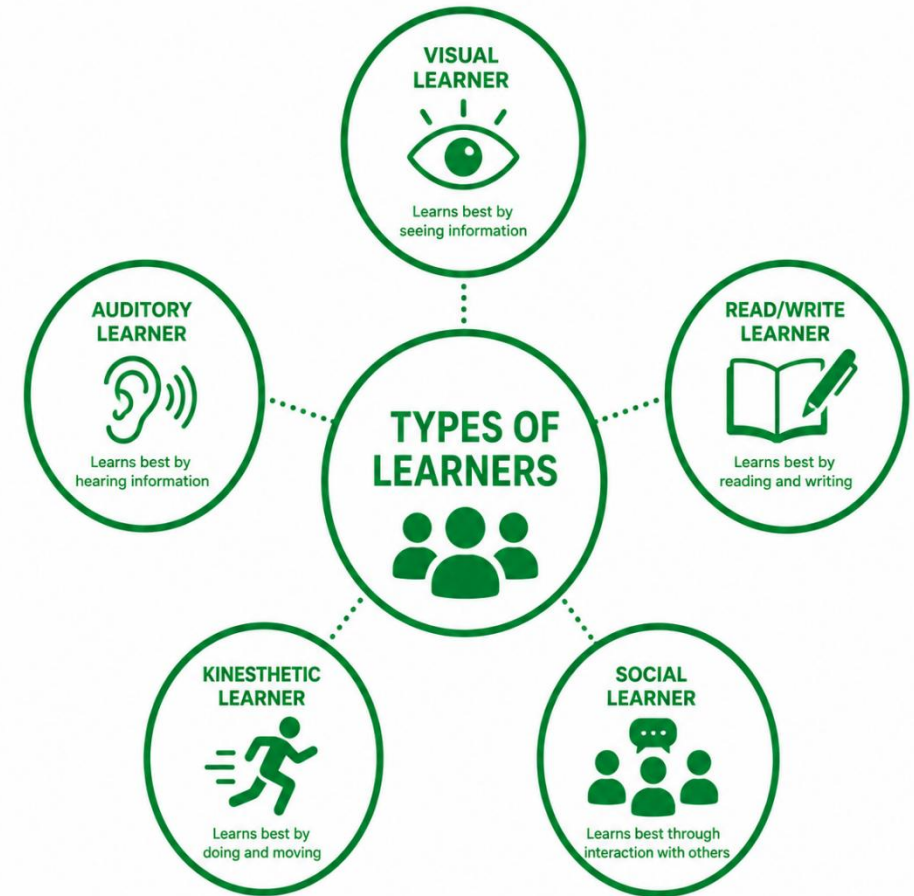 VISUAL
LEARNER
Learns best by
seeing information
AUDITORY
LEARNER
Learns best by
hearing information
READ/WRITE
LEARNER
Learns best by
reading and writing
TYPES OF
LEARNERS
KINESTHETIC
LEARNER
Learns best by
doing and moving
SOCIAL
LEARNER
Learns best through
interaction with others